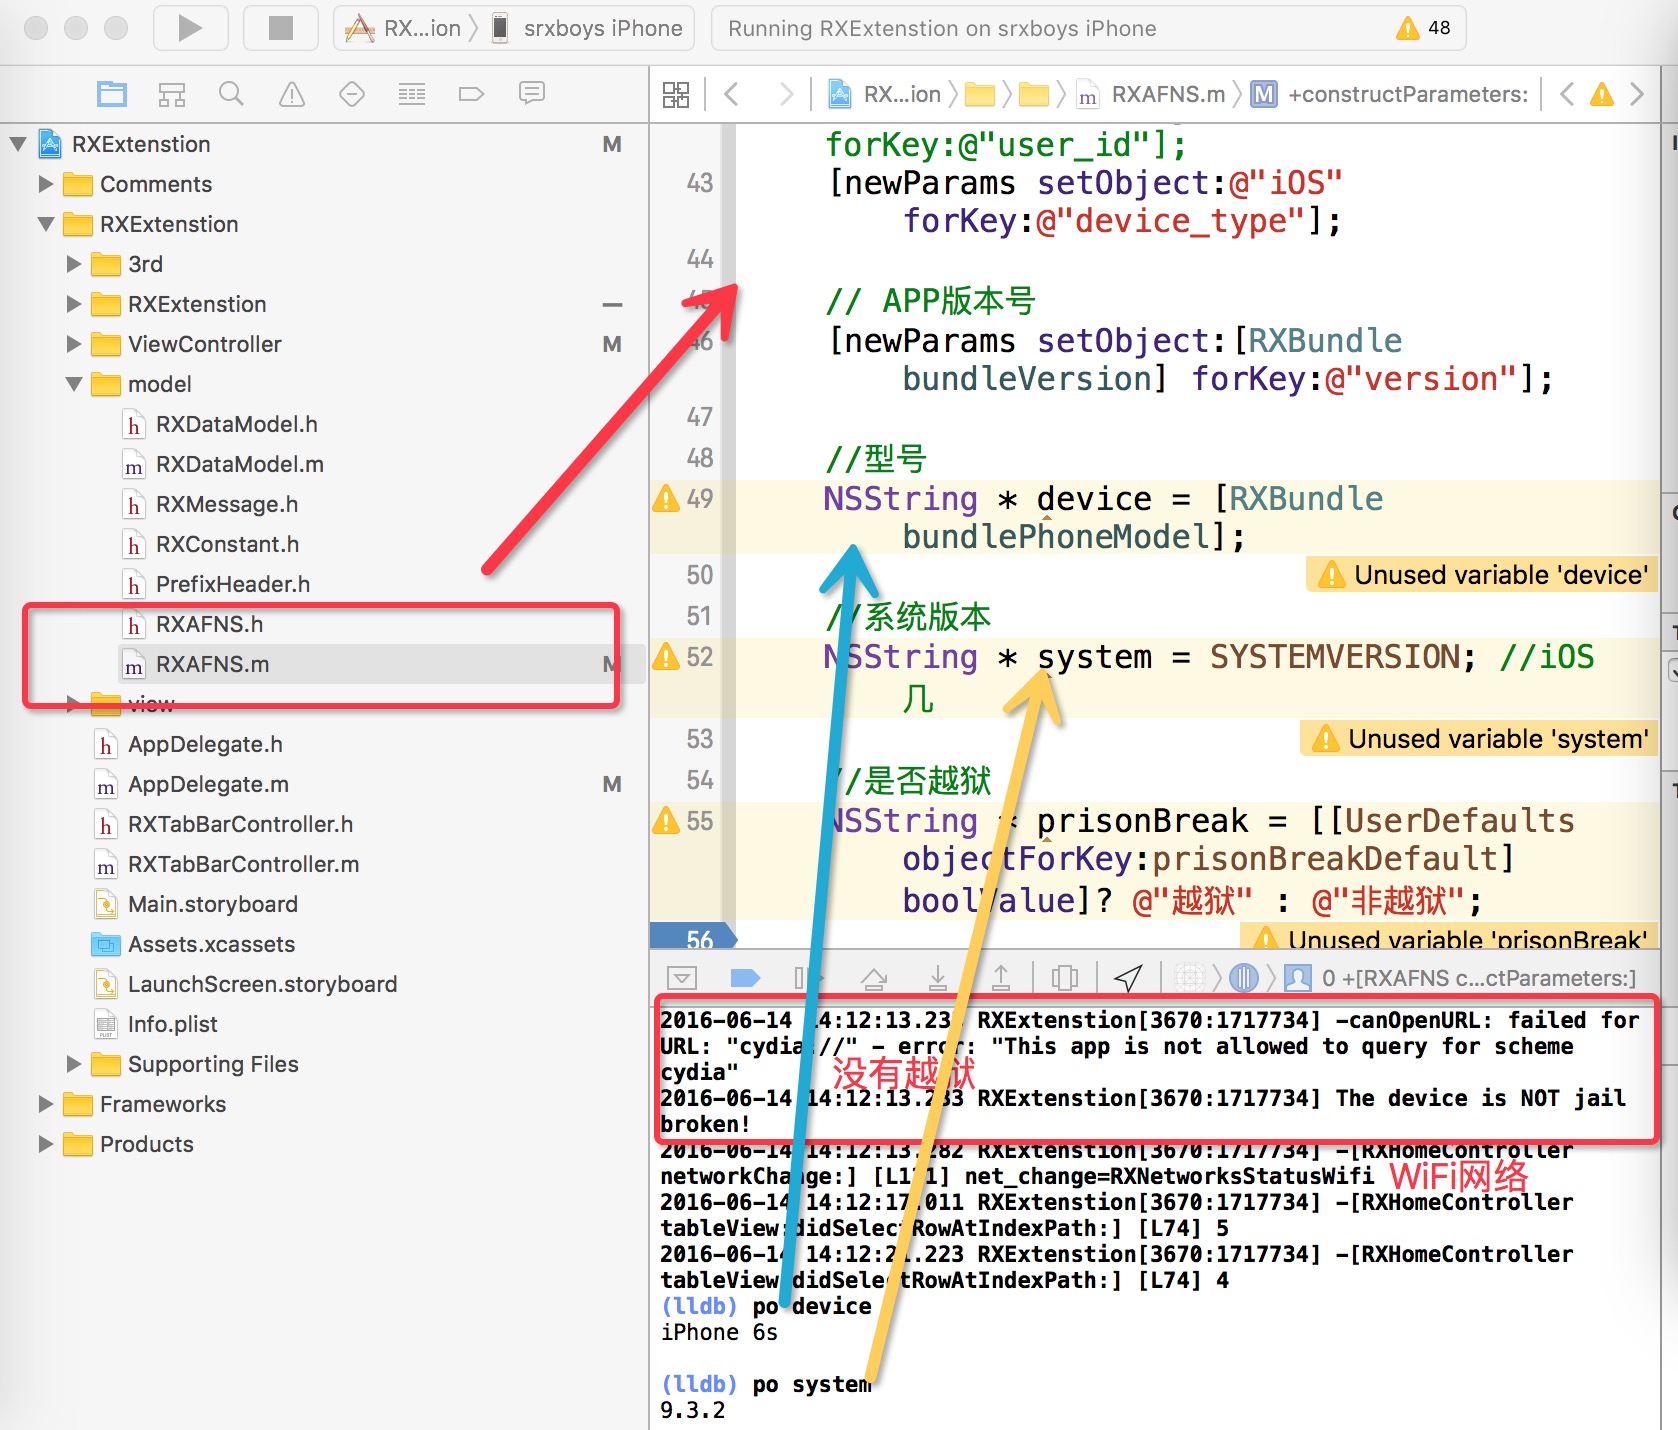 RX...ion
srxboys iPhone
Running RXExtenstion on srxboys iPhone
48
RX...ion
RXAFNS.m
M
+constructParameters:
RXExtenstion M
Comments
RXExtenstion
3rd
RXExtenstion
ViewController M
model
RXDataModel.h
RXDataModel.m
RXMessage.h
RXConstant.h
PrefixHeader.h
RXAFNS.h
RXAFNS.m M
view
AppDelegate.h
AppDelegate.m M
RXTabBarController.h
RXTabBarController.m
Main.storyboard
Assets.xcassets
LaunchScreen.storyboard
Info.plist
Supporting Files
Frameworks
Products
forKey:@"user_id"];
43 [newParams setObject:@"iOS"
forKey:@"device_type"];
44
45 // APP版本号
46 [newParams setObject:[RXBundle
bundleVersion] forKey:@"version"];
47
48 //型号
49 NSString * device = [RXBundle
bundlePhoneModel];
50 Unused variable 'device'
51 //系统版本
52 NSString * system = SYSTEMVERSION; //iOS
几
53 Unused variable 'system'
54 //是否越狱
55 NSString * prisonBreak = [[UserDefaults
objectForKey:prisonBreakDefault]
boolValue]? @"越狱" : @"非越狱";
56 Unused variable 'prisonBreak'
0 +[RXAFNS c...ctParameters:]
2016-06-14 14:12:13.23 RXExtenstion[3670:1717734] -canOpenURL: failed for
URL: "cydia://" - error: "This app is not allowed to query for scheme
cydia"
没有越狱
2016-06-14 14:12:13.233 RXExtenstion[3670:1717734] The device is NOT jail
broken!
2016-06-14 14:12:13.282 RXExtenstion[3670:1717734] -[RXHomeController
networkChange:] [L111] net_change=RXNetworksStatusWifi
WiFi网络
2016-06-14 14:12:17.011 RXExtenstion[3670:1717734] -[RXHomeController
tableView:didSelectRowAtIndexPath:] [L74] 5
2016-06-14 14:12:21.223 RXExtenstion[3670:1717734] -[RXHomeController
tableView:didSelectRowAtIndexPath:] [L74] 4
(lldb) po device
iPhone 6s
(lldb) po system
9.3.2